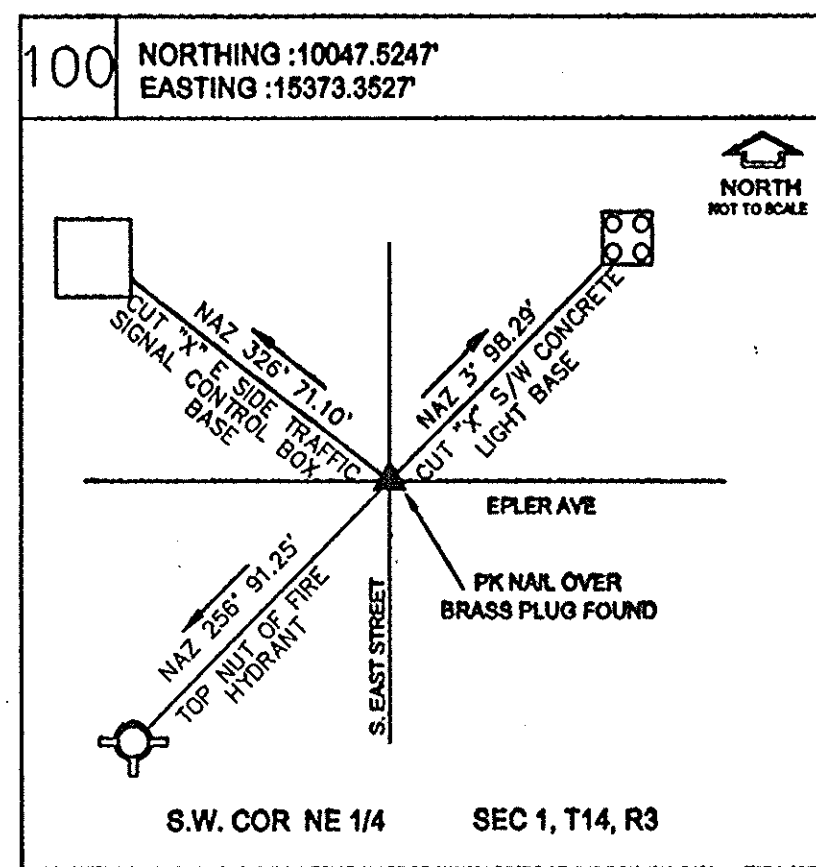 100
NORTHING :10047.5247'
EASTING :15373.3527'
NORTH
NOT TO SCALE
NAZ 326° 71.10'
CUT "X" E SIDE TRAFFIC
SIGNAL CONTROL BOX
BASE
NAZ 3° 98.29'
CUT "X" S/W CONCRETE
LIGHT BASE
EPLER AVE
PK NAIL OVER
BRASS PLUG FOUND
NAZ 256° 91.25'
TOP NUT OF FIRE
HYDRANT
S. EAST STREET
S.W. COR NE 1/4 SEC 1, T14, R3